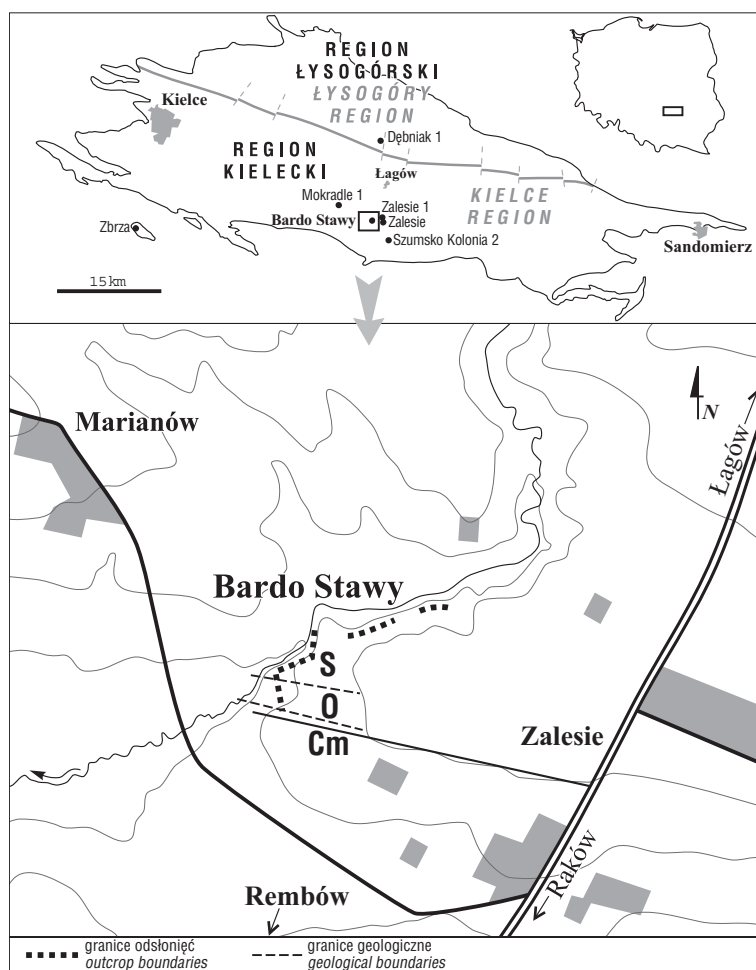 REGION
ŁYSOGÓRSKI
ŁYSOGÓRY
REGION
Kielce
Dębniak 1
REGION
KIELECKI
Łagów
Mokradle 1
Zalesie 1
KIELCE
REGION
Bardo Stawy
Zalesie
Zbrza
Szumsko Kolonia 2
Sandomierz
15km
Marianów
N
Łagów
Bardo Stawy
S
O
Cm
Zalesie
Raków
Rembów
granice odsłonięć
outcrop boundaries
granice geologiczne
geological boundaries